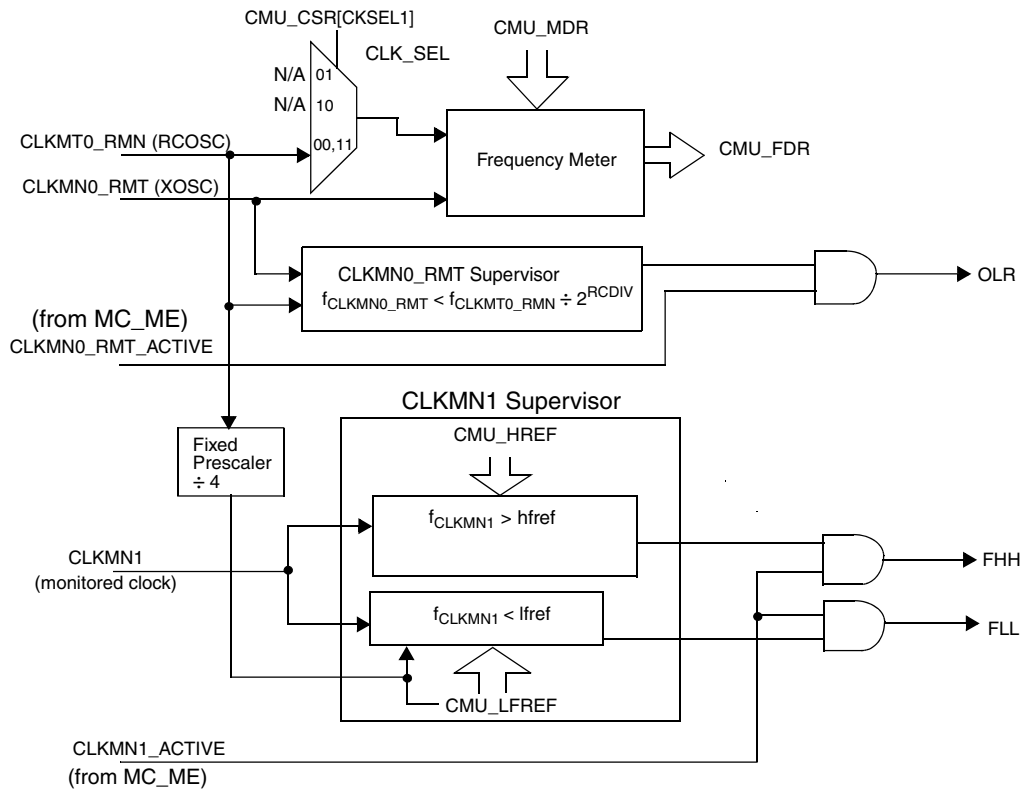 CMU_CSR[CKSEL1]
CLK_SEL
CMU_MDR
N/A 01
N/A 10
00,11
CLKMT0_RMN (RCOSC)
Frequency Meter
CMU_FDR
CLKMN0_RMT (XOSC)
CLKMN0_RMT Supervisor
fCLKMN0_RMT < fCLKMT0_RMN ÷ 2^RCDIV
OLR
(from MC_ME)
CLKMN0_RMT_ACTIVE
CLKMN1 Supervisor
Fixed
Prescaler
÷ 4
CMU_HREF
fCLKMN1 > hfref
CLKMN1
(monitored clock)
FHH
fCLKMN1 < lfref
FLL
CMU_LFREF
CLKMN1_ACTIVE
(from MC_ME)